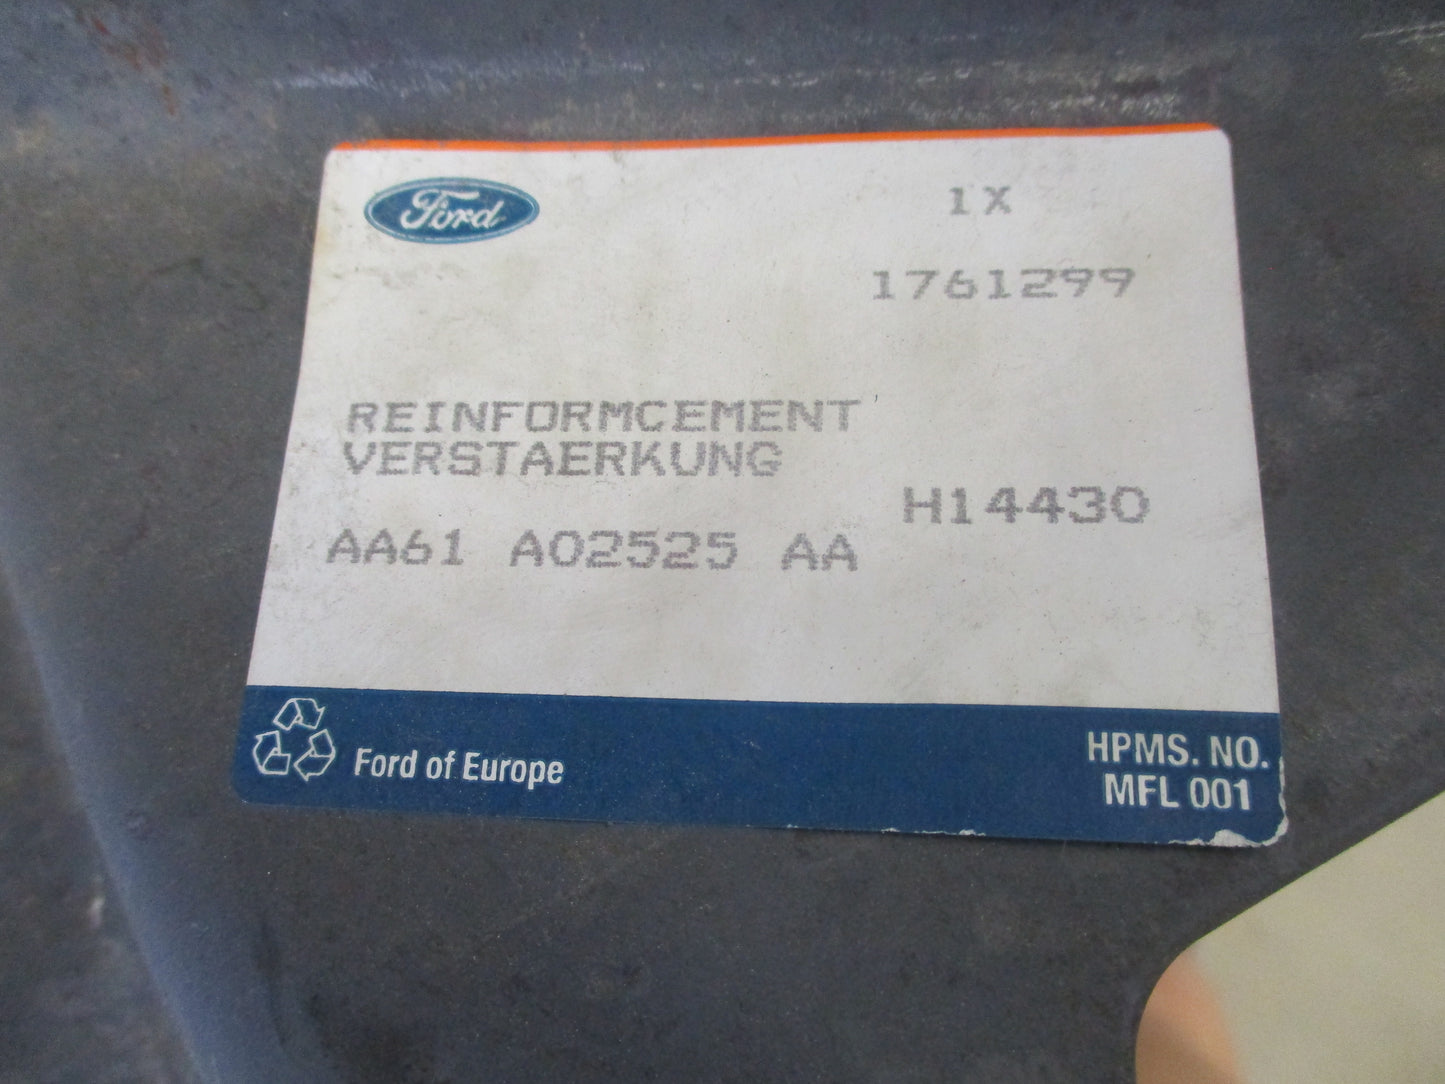 Ford
1X
1761299
REINFORMCEMENT
VERSTAERKUNG
H14430
AA61 A02525 AA
Ford of Europe
HPMS. NO.
MFL 001